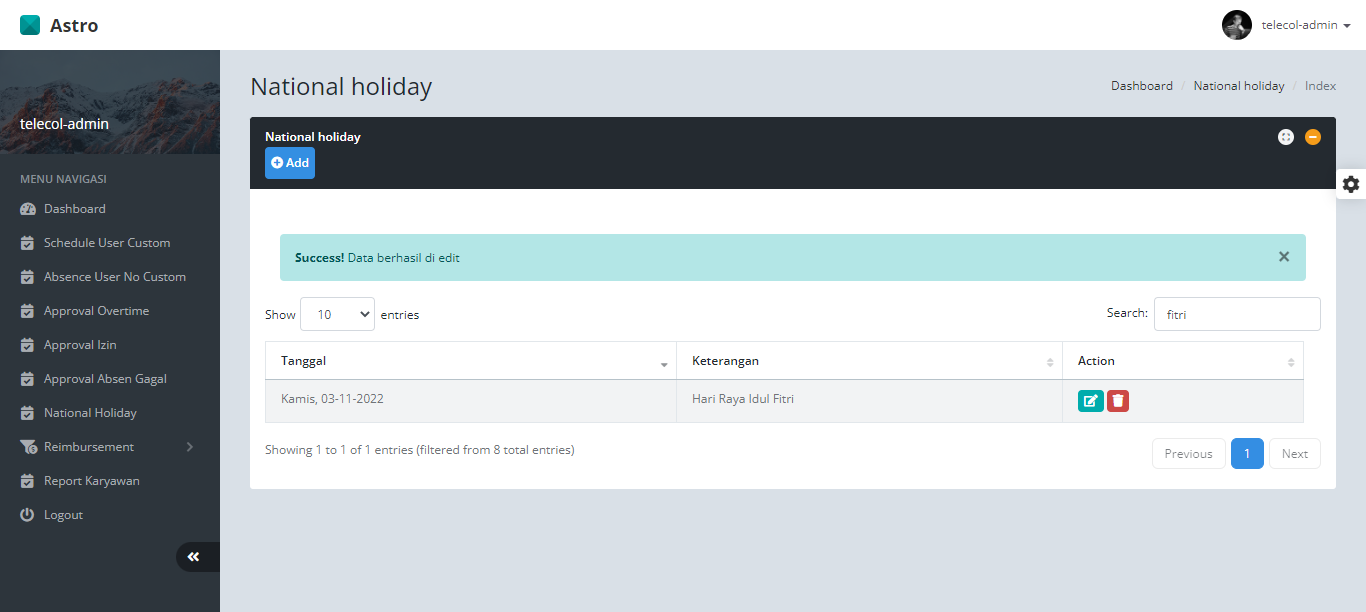 Astro
telecol-admin
telecol-admin
MENU NAVIGASI
Dashboard
Schedule User Custom
Absence User No Custom
Approval Overtime
Approval Izin
Approval Absen Gagal
National Holiday
Reimbursement
Report Karyawan
Logout
National holiday
Dashboard / National holiday / Index
National holiday
Add
Success! Data berhasil di edit ×
Show 10 entries
Search: fitri
Tanggal Keterangan Action
Kamis, 03-11-2022 Hari Raya Idul Fitri
Showing 1 to 1 of 1 entries (filtered from 8 total entries)
Previous 1 Next